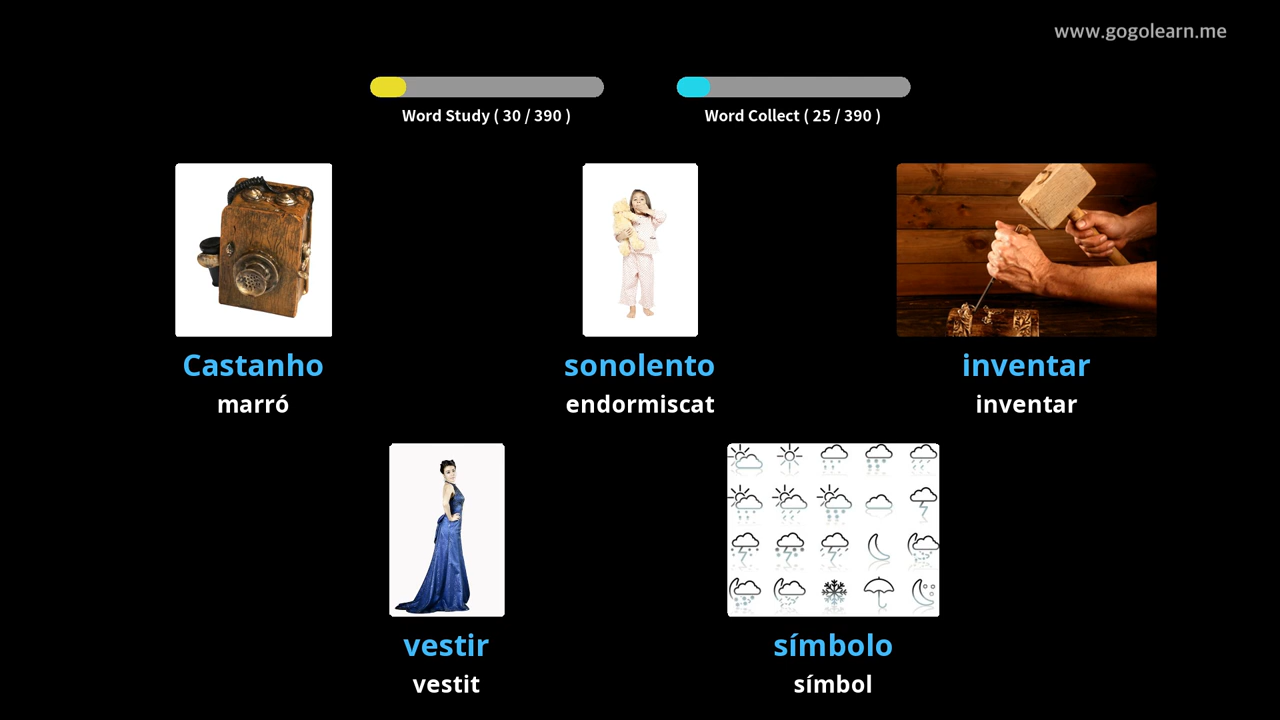 www.gogolearn.me
Word Study ( 30 / 390 )
Word Collect ( 25 / 390 )
Castanho
marró
sonolento
endormiscat
inventar
inventar
vestir
vestit
símbolo
símbol